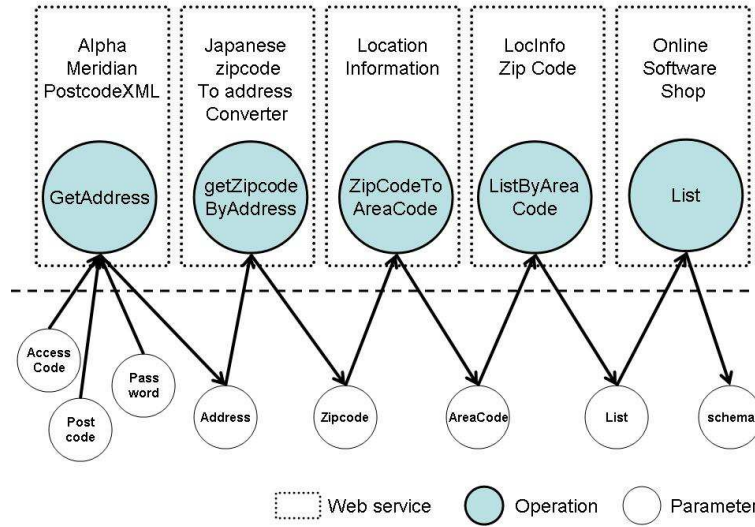 Alpha
Meridian
PostcodeXML
Japanese
zipcode
To address
Converter
Location
Information
LocInfo
Zip Code
Online
Software
Shop
GetAddress
getZipcode
ByAddress
ZipCodeTo
AreaCode
ListByArea
Code
List
Access
Code
Post
code
Pass
word
Address
Zipcode
AreaCode
List
schema
Web service
Operation
Parameter